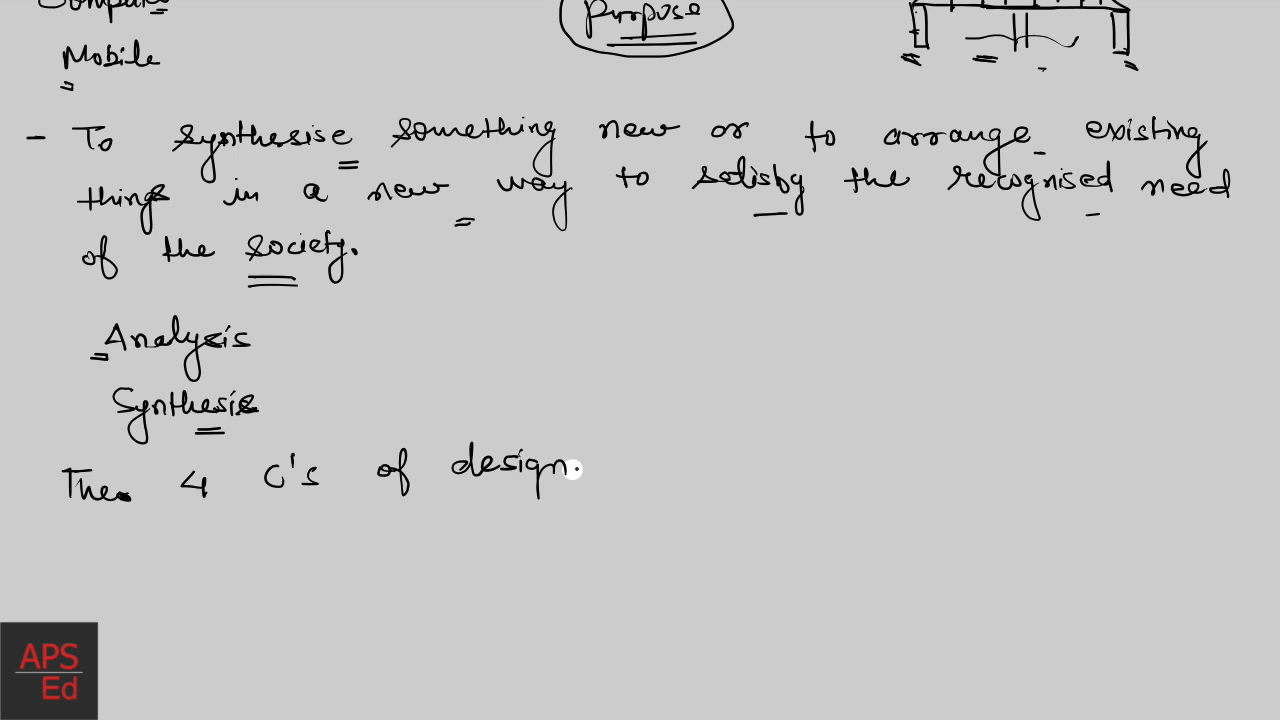 Purpose
Mobile
- To synthesise something new or to arrange existing
things in a new way to satisfy the recognised need
of the society.
Analysis
Synthesis
The 4 C's of design
APS
Ed